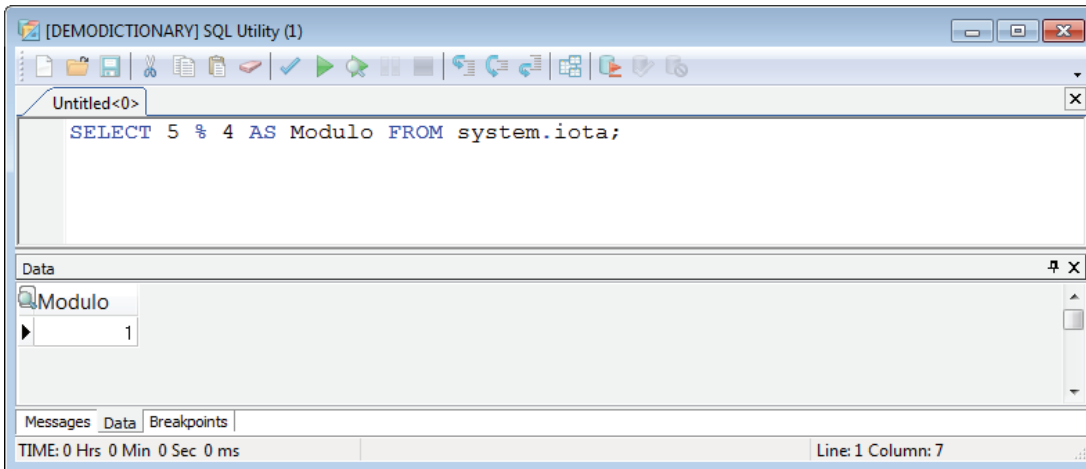 [DEMODICTIONARY] SQL Utility (1)
Untitled<0>
SELECT 5 % 4 AS Modulo FROM system.iota;
Data
Modulo
1
Messages Data Breakpoints
TIME: 0 Hrs 0 Min 0 Sec 0 ms Line: 1 Column: 7